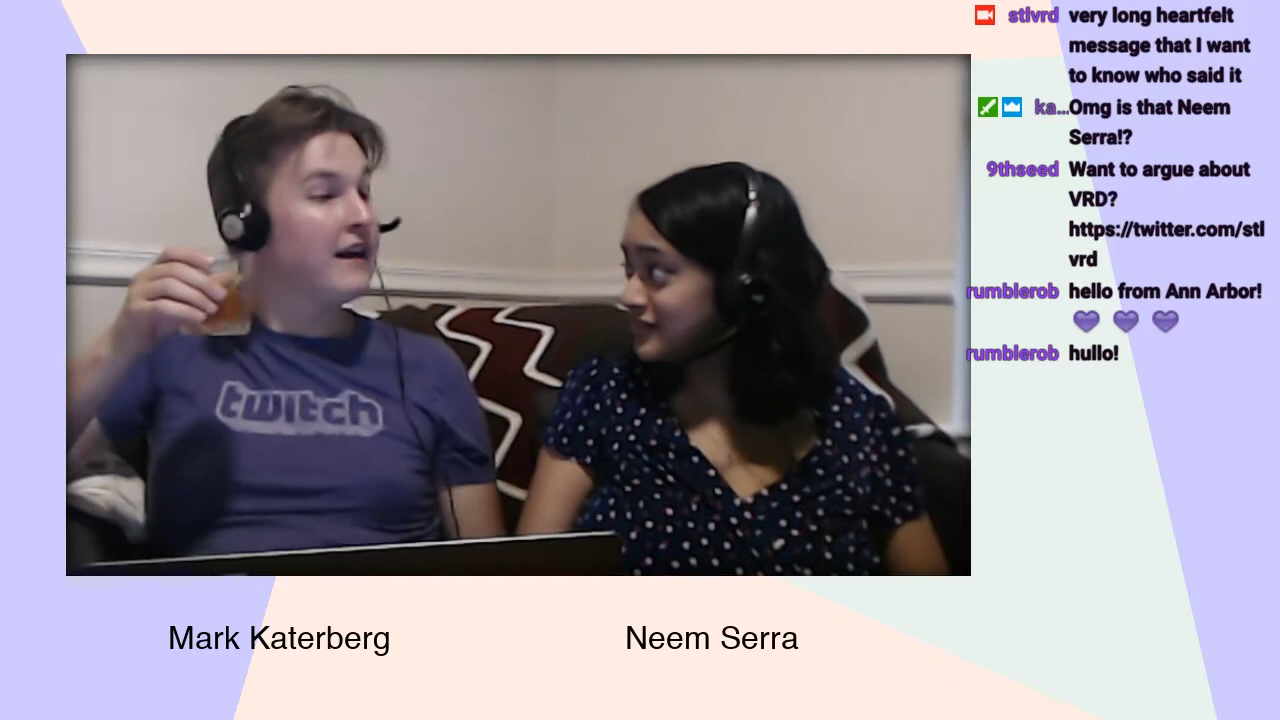 stlvrd very long heartfelt
message that I want
to know who said it
ka... Omg is that Neem
Serra!?
9thseed Want to argue about
VRD?
https://twitter.com/stl
vrd
rumblerob hello from Ann Arbor!
💜 💜 💜
rumblerob hullo!
twitch
Mark Katerberg
Neem Serra